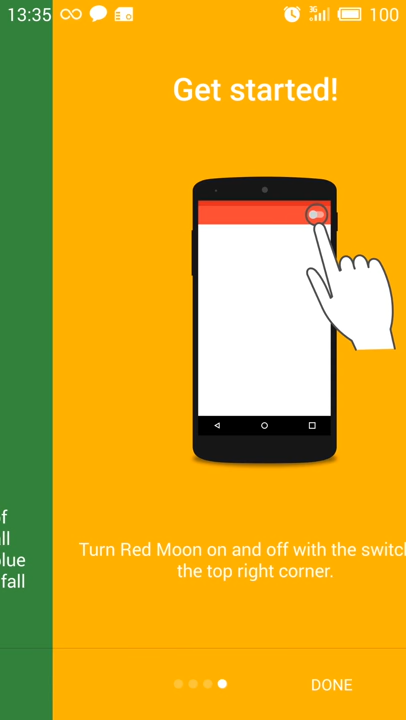 13:35
3G
100
Get started!
f
ll
lue
fall
Turn Red Moon on and off with the switch
the top right corner.
DONE